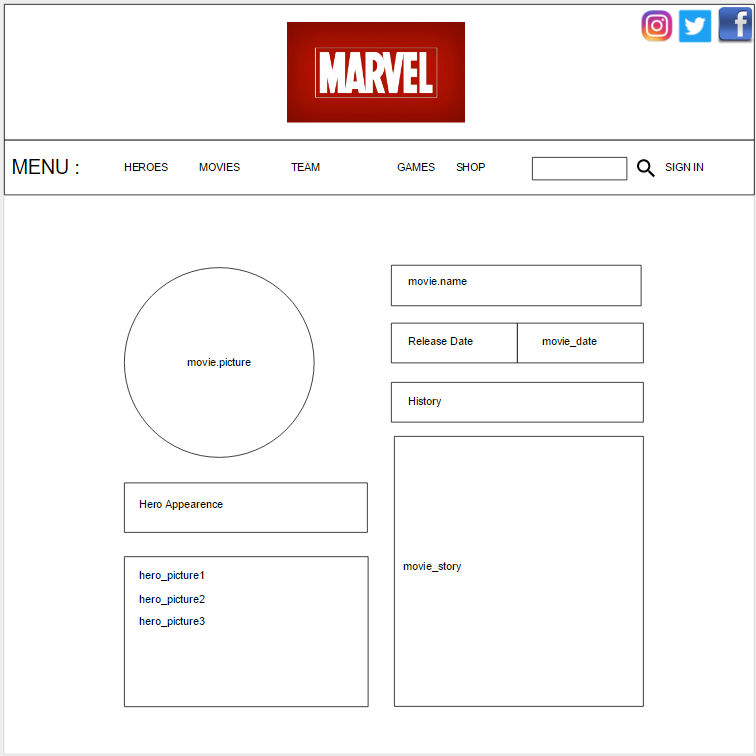 MARVEL
MENU :
HEROES
MOVIES
TEAM
GAMES
SHOP
SIGN IN
movie.picture
movie.name
Release Date
movie_date
History
Hero Appearence
hero_picture1
hero_picture2
hero_picture3
movie_story